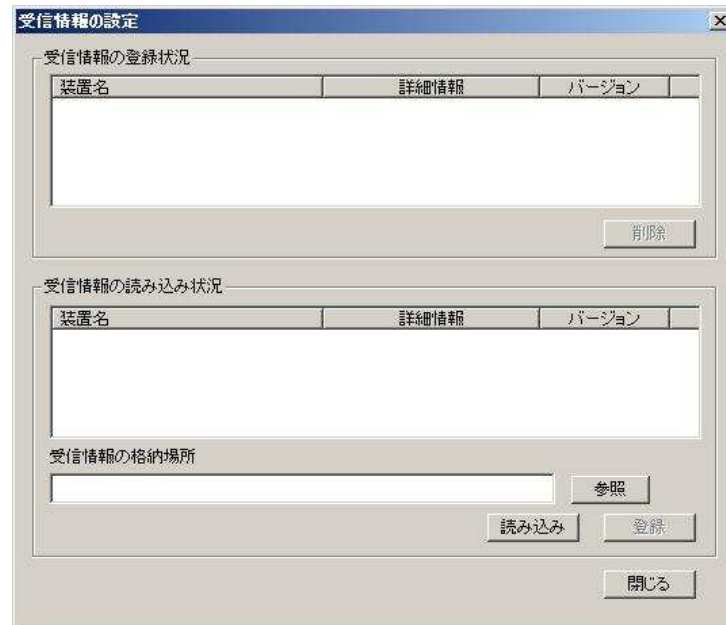 受信情報の設定
受信情報の登録状況
装置名 詳細情報 バージョン
削除
受信情報の読み込み状況
装置名 詳細情報 バージョン
受信情報の格納場所
参照
読み込み 登録
閉じる